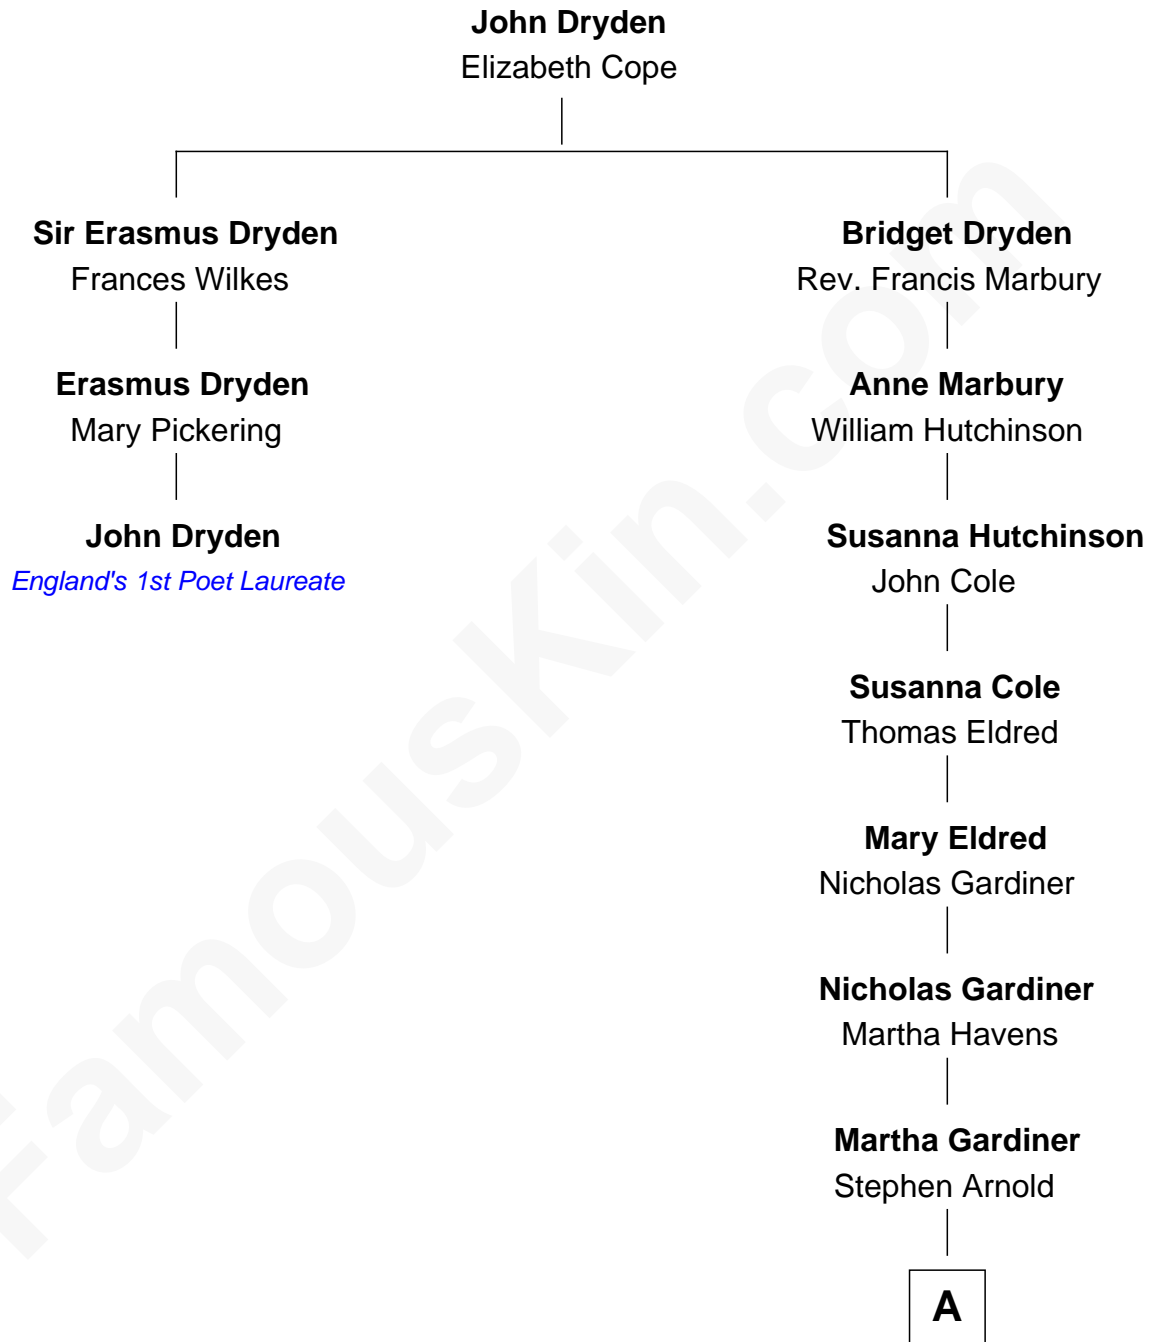 John Dryden
Elizabeth Cope
Sir Erasmus Dryden
Frances Wilkes
Bridget Dryden
Rev. Francis Marbury
Erasmus Dryden
Mary Pickering
Anne Marbury
William Hutchinson
John Dryden
England's 1st Poet Laureate
Susanna Hutchinson
John Cole
Susanna Cole
Thomas Eldred
Mary Eldred
Nicholas Gardiner
Nicholas Gardiner
Martha Havens
Martha Gardiner
Stephen Arnold
A
FamousKin.com